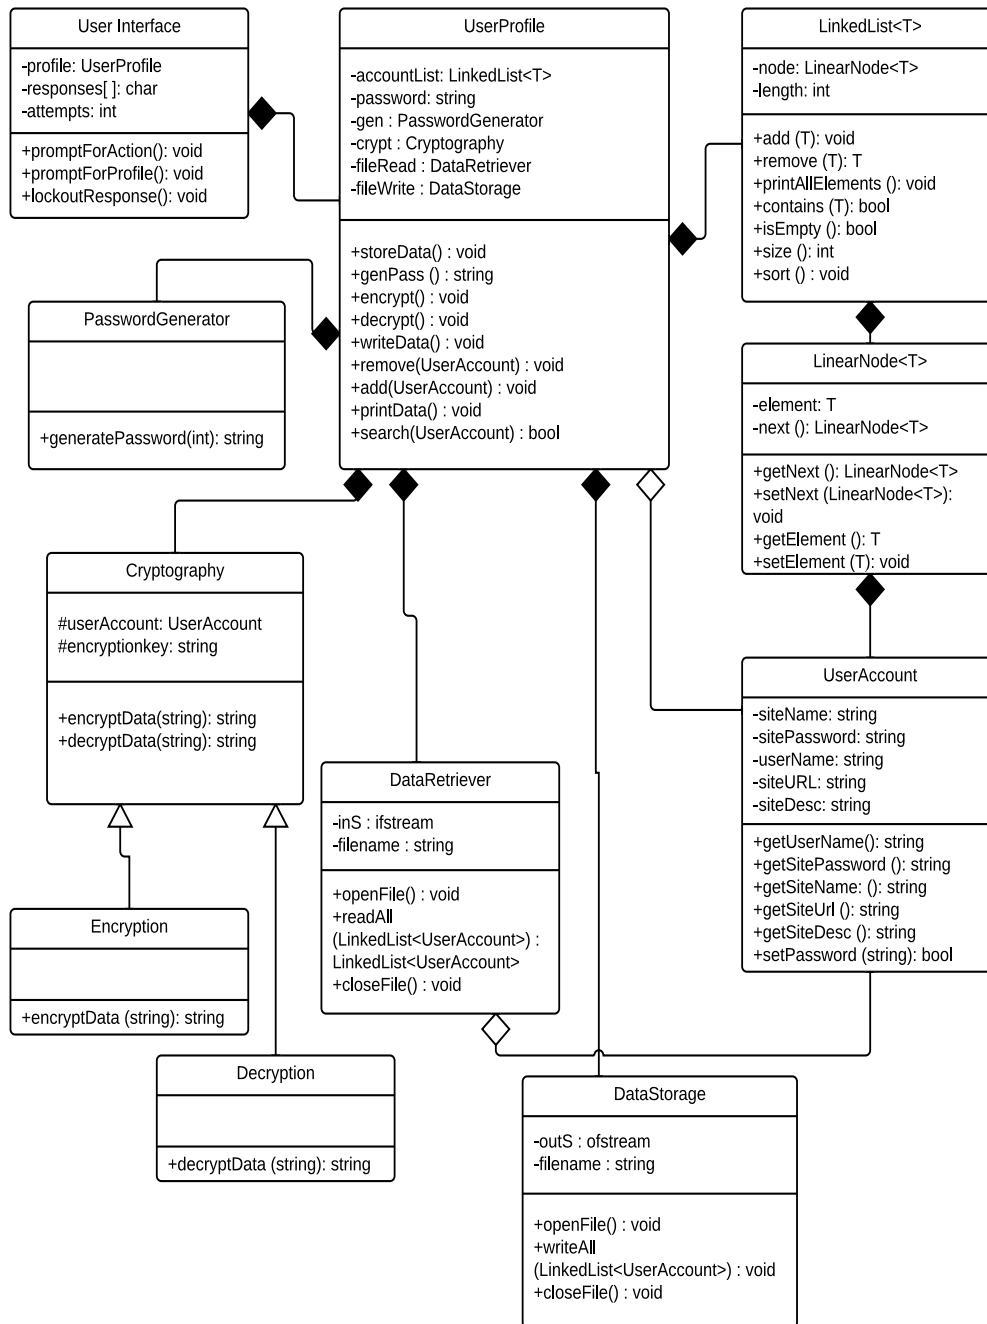 User Interface
-profile: UserProfile
-responses[ ]: char
-attempts: int
+promptForAction(): void
+promptForProfile(): void
+lockoutResponse(): void
UserProfile
-accountList: LinkedList<T>
-password: string
-gen : PasswordGenerator
-crypt : Cryptography
-fileRead : DataRetriever
-fileWrite : DataStorage
+storeData() : void
+genPass () : string
+encrypt() : void
+decrypt() : void
+writeData() : void
+remove(UserAccount) : void
+add(UserAccount) : void
+printData() : void
+search(UserAccount) : bool
LinkedList<T>
-node: LinearNode<T>
-length: int
+add (T): void
+remove (T): T
+printAllElements (): void
+contains (T): bool
+isEmpty (): bool
+size (): int
+sort () : void
PasswordGenerator
+generatePassword(int): string
LinearNode<T>
-element: T
-next (): LinearNode<T>
+getNext (): LinearNode<T>
+setNext (LinearNode<T>):
void
+getElement (): T
+setElement (T): void
Cryptography
#userAccount: UserAccount
#encryptionkey: string
+encryptData(string): string
+decryptData(string): string
UserAccount
-siteName: string
-sitePassword: string
-userName: string
-siteURL: string
-siteDesc: string
+getUserName(): string
+getSitePassword (): string
+getSiteName: (): string
+getSiteUrl (): string
+getSiteDesc (): string
+setPassword (string): bool
DataRetriever
-inS : ifstream
-filename : string
+openFile() : void
+readAll
(LinkedList<UserAccount>) :
LinkedList<UserAccount>
+closeFile() : void
Encryption
+encryptData (string): string
Decryption
+decryptData (string): string
DataStorage
-outS : ofstream
-filename : string
+openFile() : void
+writeAll
(LinkedList<UserAccount>) : void
+closeFile() : void